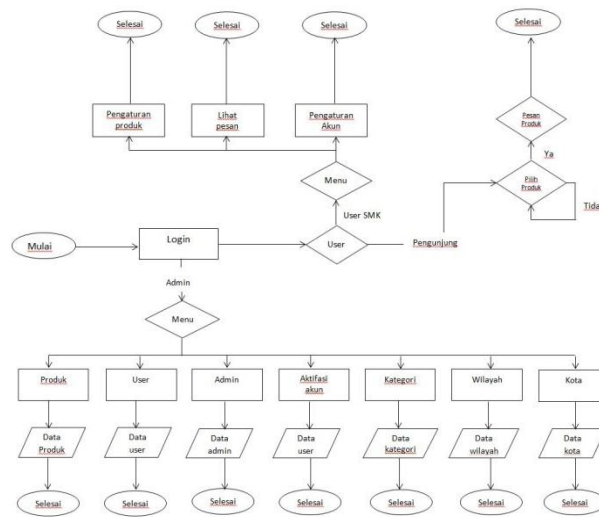 Selesai
Selesai
Selesai
Selesai
Pengaturan
produk
Lihat
pesan
Pengaturan
Akun
Pesan
Produk
Ya
Menu
Pilih
Produk
Tidak
User SMK
Mulai
Login
User
Pengunjung
Admin
Menu
Produk
User
Admin
Aktifasi
akun
Kategori
Wilayah
Kota
Data
Produk
Data
user
Data
admin
Data
user
Data
kategori
Data
wilayah
Data
kota
Selesai
Selesai
Selesai
Selesai
Selesai
Selesai
Selesai